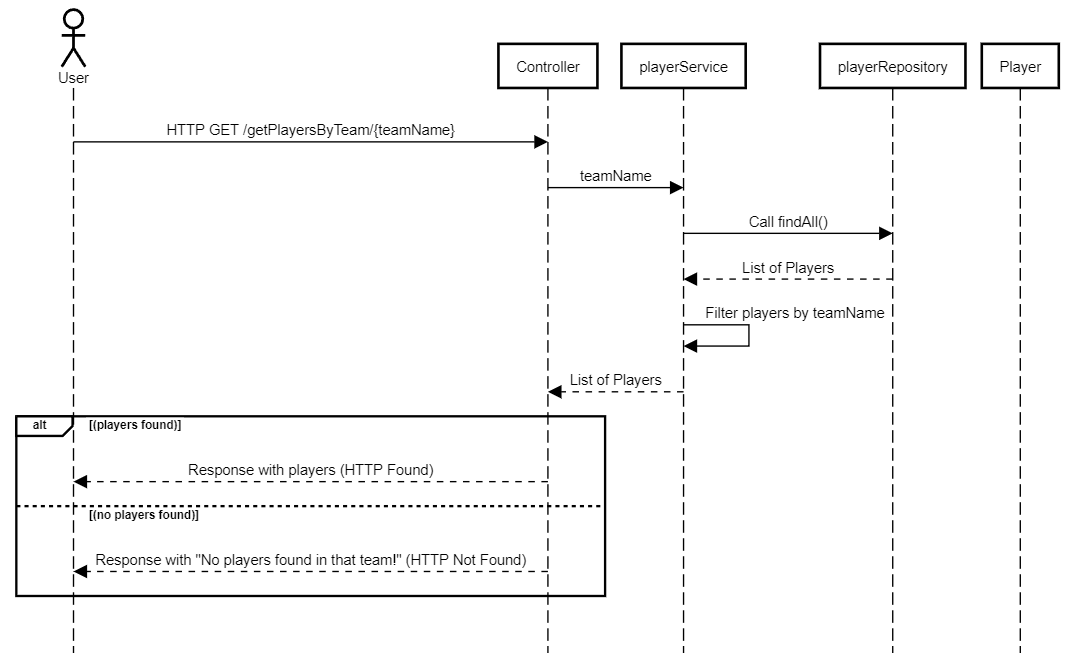 User
Controller
playerService
playerRepository
Player
HTTP GET /getPlayersByTeam/{teamName}
teamName
Call findAll()
List of Players
Filter players by teamName
List of Players
alt
[(players found)]
Response with players (HTTP Found)
[(no players found)]
Response with "No players found in that team!" (HTTP Not Found)